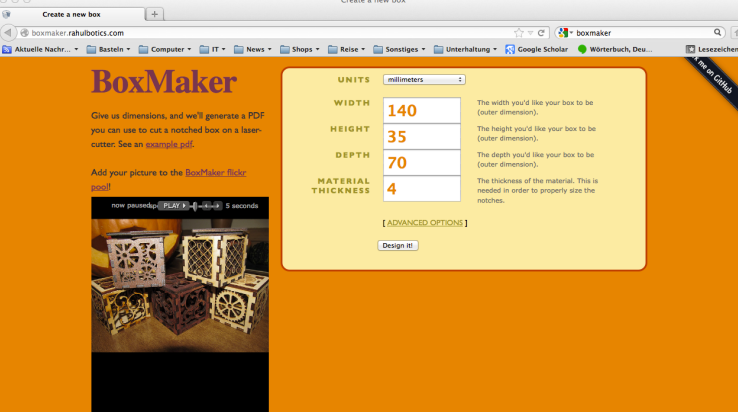 Create a new box
Create a new box
boxmaker.rahulbotics.com
boxmaker
Aktuelle Nachr... Basteln Computer IT News Shops Reise Sonstiges Unterhaltung Google Scholar Wörterbuch, Deu... Lesezeichen
me on GitHub
BoxMaker
Give us dimensions, and we'll generate a PDF
you can use to cut a notched box on a laser-
cutter. See an example pdf.
Add your picture to the BoxMaker flickr
pool!
now paused PLAY 5 seconds
UNITS millimeters
WIDTH 140 The width you'd like your box to be
(outer dimension).
HEIGHT 35 The height you'd like your box to be
(outer dimension).
DEPTH 70 The depth you'd like your box to be
(outer dimension).
MATERIAL
THICKNESS 4 The thickness of the material. This is
needed in order to properly size the
notches.
[ ADVANCED OPTIONS ]
Design it!